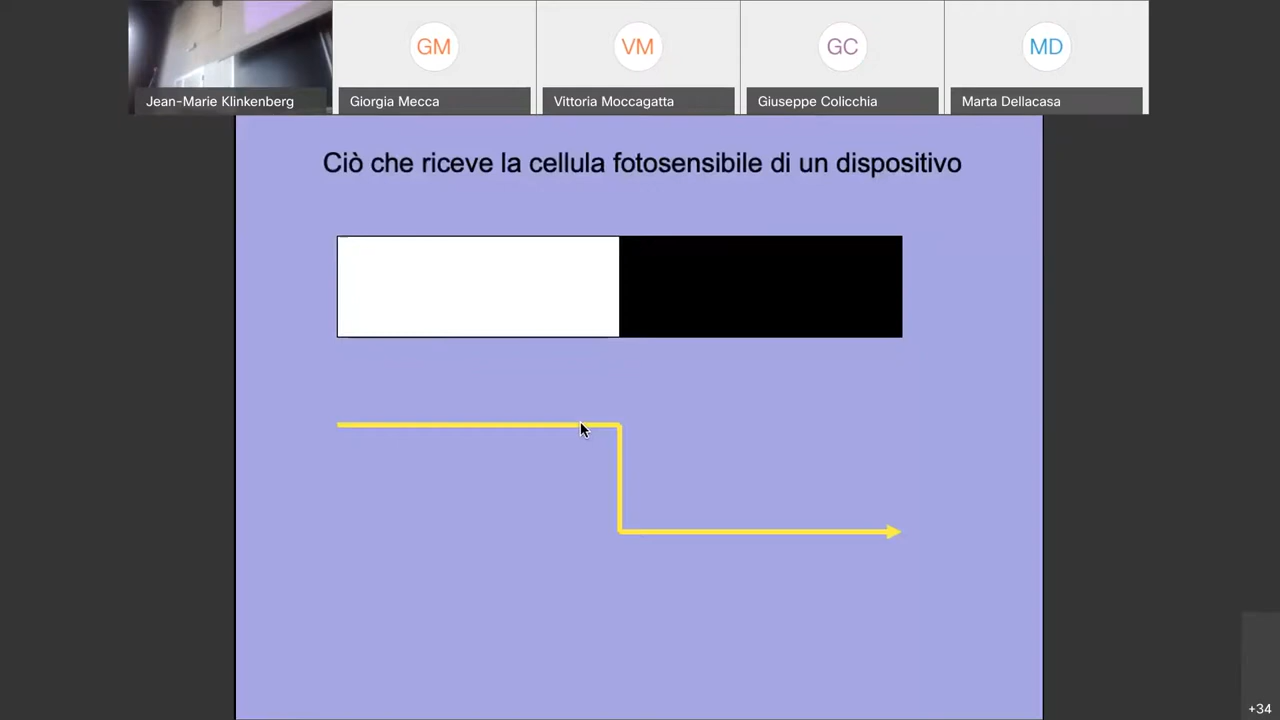 GM
VM
GC
MD
Jean-Marie Klinkenberg
Giorgia Mecca
Vittoria Moccagatta
Giuseppe Colicchia
Marta Dellacasa
Ciò che riceve la cellula fotosensibile di un dispositivo
+34